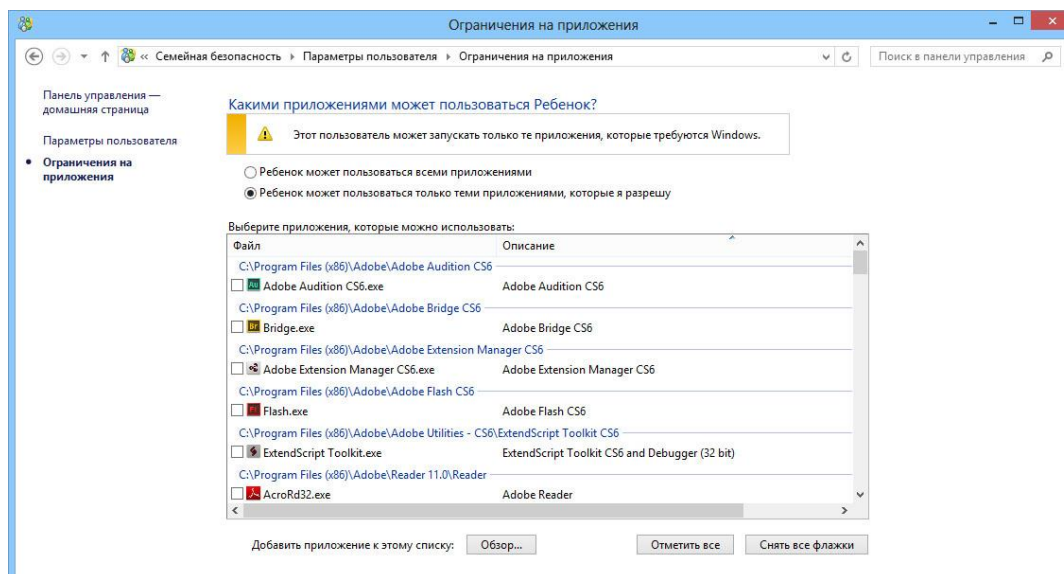 Ограничения на приложения
« Семейная безопасность ▸ Параметры пользователя ▸ Ограничения на приложения
Поиск в панели управления
Панель управления —
домашняя страница
Параметры пользователя
Ограничения на
приложения
Какими приложениями может пользоваться Ребенок?
Этот пользователь может запускать только те приложения, которые требуются Windows.
Ребенок может пользоваться всеми приложениями
Ребенок может пользоваться только теми приложениями, которые я разрешу
Выберите приложения, которые можно использовать:
Файл Описание
C:\Program Files (x86)\Adobe\Adobe Audition CS6
Au Adobe Audition CS6.exe Adobe Audition CS6
C:\Program Files (x86)\Adobe\Adobe Bridge CS6
Br Bridge.exe Adobe Bridge CS6
C:\Program Files (x86)\Adobe\Adobe Extension Manager CS6
Adobe Extension Manager CS6.exe Adobe Extension Manager CS6
C:\Program Files (x86)\Adobe\Adobe Flash CS6
Fl Flash.exe Adobe Flash CS6
C:\Program Files (x86)\Adobe\Adobe Utilities - CS6\ExtendScript Toolkit CS6
ExtendScript Toolkit.exe ExtendScript Toolkit CS6 and Debugger (32 bit)
C:\Program Files (x86)\Adobe\Reader 11.0\Reader
AcroRd32.exe Adobe Reader
Добавить приложение к этому списку: Обзор... Отметить все Снять все флажки